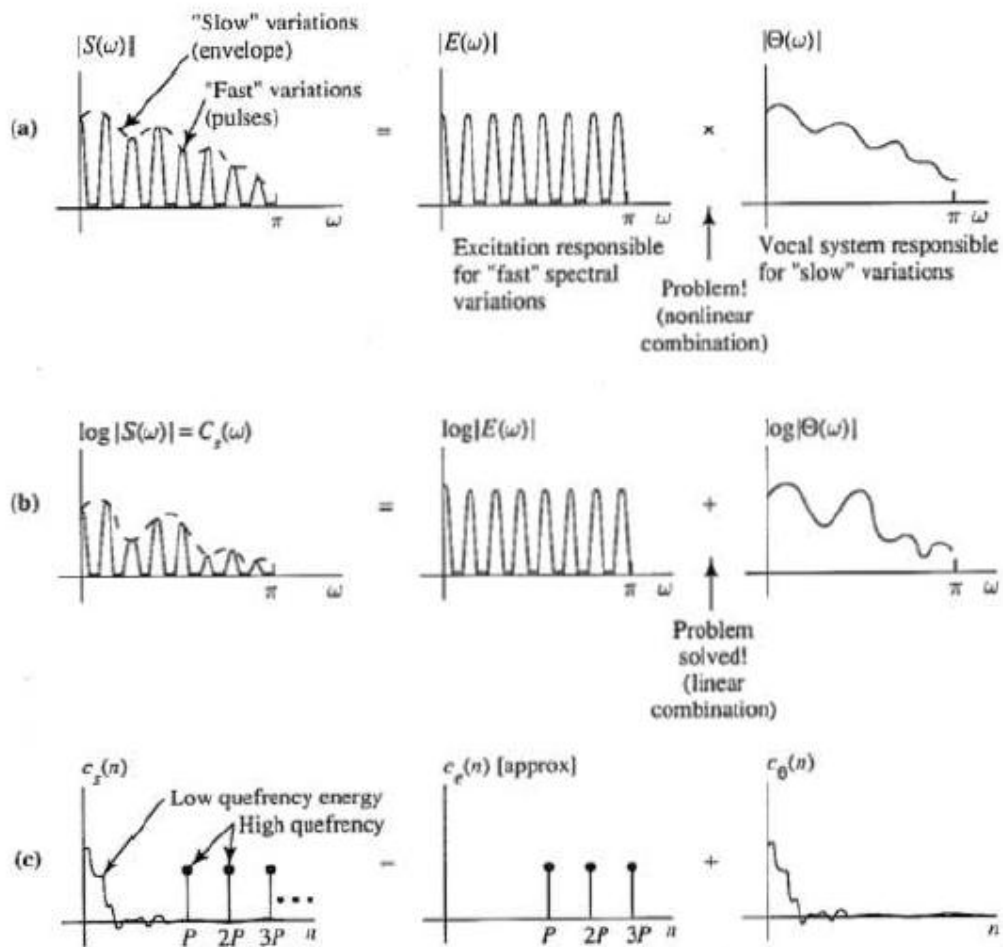 |S(ω)|
"Slow" variations
(envelope)
"Fast" variations
(pulses)
|E(ω)|
|Θ(ω)|
(a)
=
×
π ω
π ω
π ω
Excitation responsible
for "fast" spectral
variations
Problem!
(nonlinear
combination)
Vocal system responsible
for "slow" variations
log |S(ω)| = C_s(ω)
log|E(ω)|
log|Θ(ω)|
(b)
=
+
π ω
π ω
π ω
Problem
solved!
(linear
combination)
c_s(n)
Low quefrency energy
High quefrency
c_e(n) [approx]
c_θ(n)
(c)
–
+
P 2P 3P n
P 2P 3P n
n